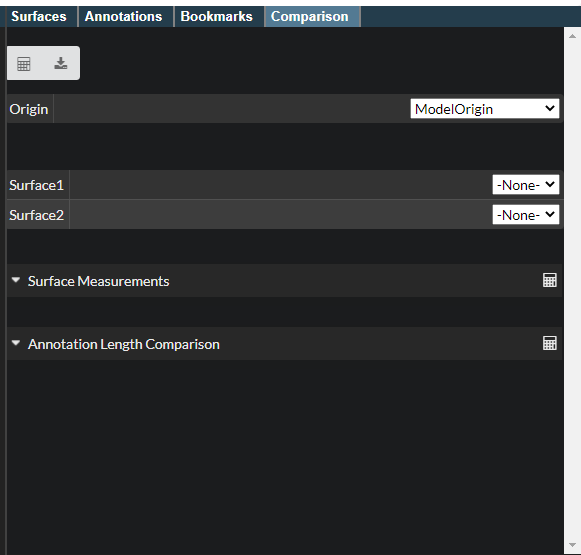 Surfaces Annotations Bookmarks Comparison
Origin ModelOrigin
Surface1 -None-
Surface2 -None-
Surface Measurements
Annotation Length Comparison